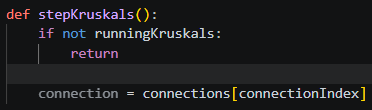 def stepKruskals():
    if not runningKruskals:
        return
    connection = connections[connectionIndex]